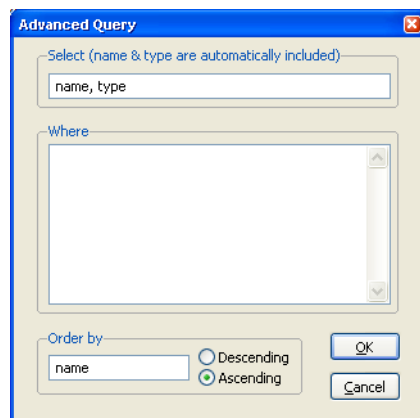 Advanced Query
Select (name & type are automatically included)
name, type
Where
Order by
name
Descending
Ascending
OK
Cancel